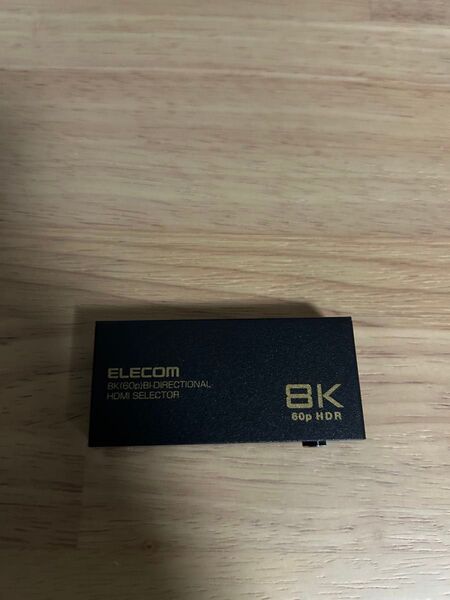 ELECOM
8K(60p)BI-DIRECTIONAL
HDMI SELECTOR
8K
60p HDR